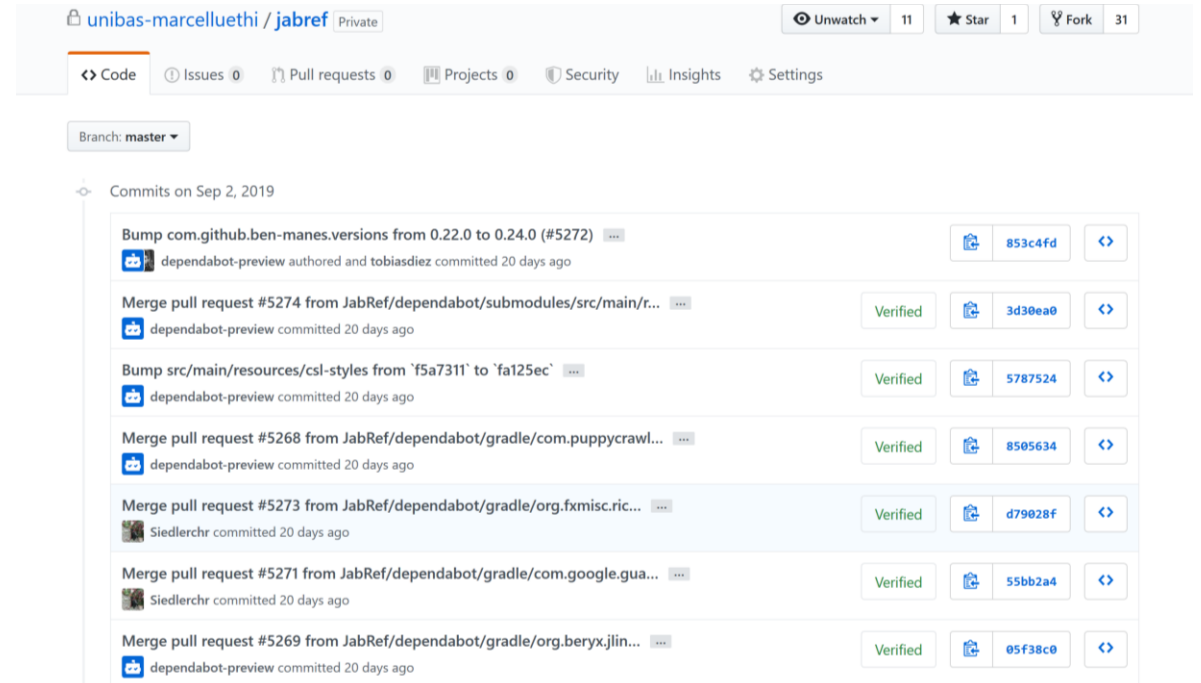 unibas-marcelluethi / jabref Private
Unwatch 11 Star 1 Fork 31
Code Issues 0 Pull requests 0 Projects 0 Security Insights Settings
Branch: master
Commits on Sep 2, 2019
Bump com.github.ben-manes.versions from 0.22.0 to 0.24.0 (#5272) ...
853c4fd
dependabot-preview authored and tobiasdiez committed 20 days ago
Merge pull request #5274 from JabRef/dependabot/submodules/src/main/r... ...
Verified 3d30ea0
dependabot-preview committed 20 days ago
Bump src/main/resources/csl-styles from `f5a7311` to `fa125ec` ...
Verified 5787524
dependabot-preview committed 20 days ago
Merge pull request #5268 from JabRef/dependabot/gradle/com.puppycrawl... ...
Verified 8505634
dependabot-preview committed 20 days ago
Merge pull request #5273 from JabRef/dependabot/gradle/org.fxmisc.ric... ...
Verified d79028f
Siedlerchr committed 20 days ago
Merge pull request #5271 from JabRef/dependabot/gradle/com.google.gua... ...
Verified 55bb2a4
Siedlerchr committed 20 days ago
Merge pull request #5269 from JabRef/dependabot/gradle/org.beryx.jlin... ...
Verified 05f38c0
dependabot-preview committed 20 days ago